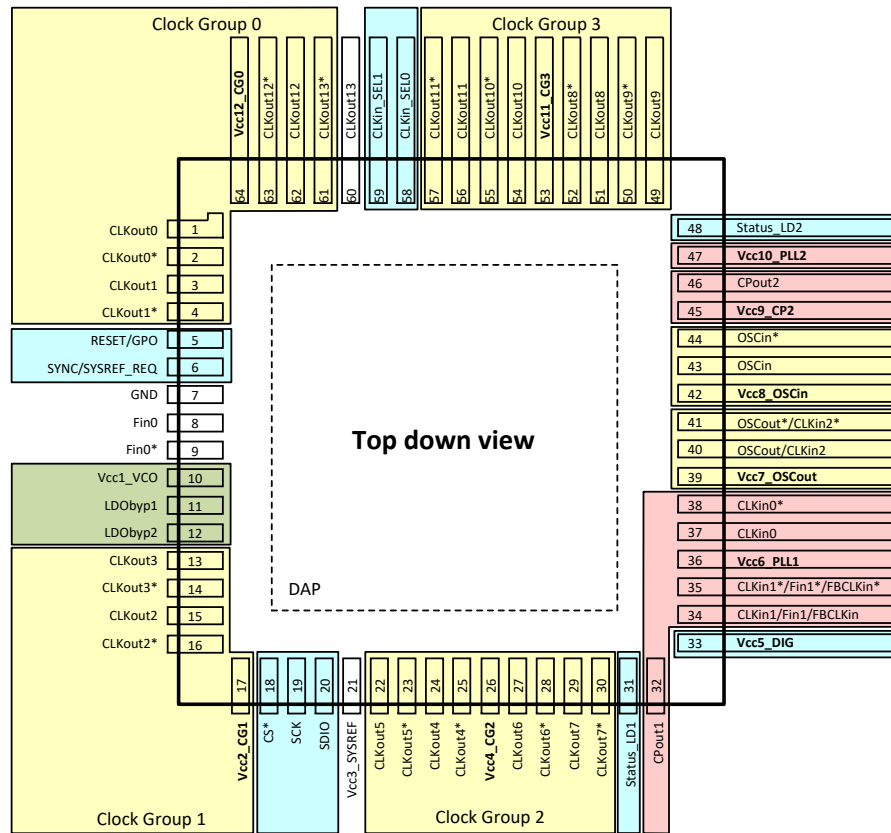 Clock Group 0
Clock Group 3
Vcc12_CG0
CLKout12*
CLKout12
CLKout13*
CLKout13
CLKin_SEL1
CLKin_SEL0
CLKout11*
CLKout11
CLKout10*
CLKout10
Vcc11_CG3
CLKout8*
CLKout8
CLKout9*
CLKout9
64
63
62
61
60
59
58
57
56
55
54
53
52
51
50
49
CLKout0 1
CLKout0* 2
CLKout1 3
CLKout1* 4
RESET/GPO 5
SYNC/SYSREF_REQ 6
GND 7
Fin0 8
Fin0* 9
Vcc1_VCO 10
LDObyp1 11
LDObyp2 12
CLKout3 13
CLKout3* 14
CLKout2 15
CLKout2* 16
Top down view
DAP
48 Status_LD2
47 Vcc10_PLL2
46 CPout2
45 Vcc9_CP2
44 OSCin*
43 OSCin
42 Vcc8_OSCin
41 OSCout*/CLKin2*
40 OSCout/CLKin2
39 Vcc7_OSCout
38 CLKin0*
37 CLKin0
36 Vcc6_PLL1
35 CLKin1*/Fin1*/FBCLKin*
34 CLKin1/Fin1/FBCLKin
33 Vcc5_DIG
17
18
19
20
21
22
23
24
25
26
27
28
29
30
31
32
Vcc2_CG1
CS*
SCK
SDIO
Vcc3_SYSREF
CLKout5
CLKout5*
CLKout4
CLKout4*
Vcc4_CG2
CLKout6
CLKout6*
CLKout7
CLKout7*
Status_LD1
CPout1
Clock Group 1
Clock Group 2